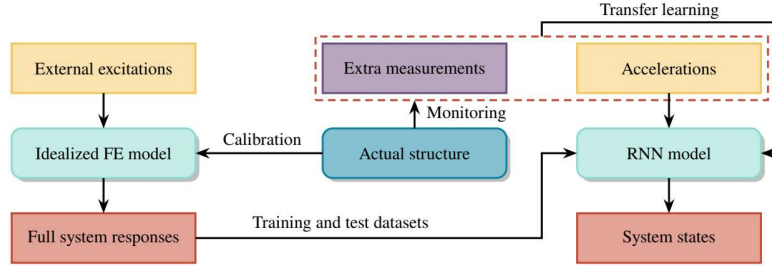 Transfer learning
External excitations
Extra measurements
Accelerations
Monitoring
Calibration
Idealized FE model
Actual structure
RNN model
Training and test datasets
Full system responses
System states